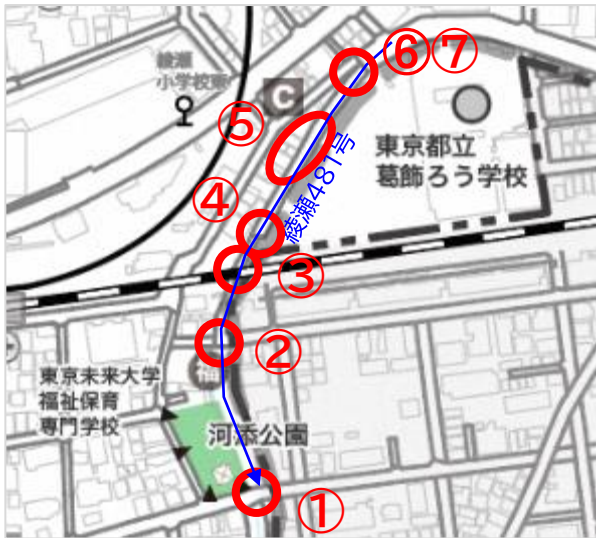 ⑥⑦
綾瀬
小学校東
C
⑤
東京都立
葛飾ろう学校
綾瀬481号
④
③
②
東京未来大学
福祉保育
専門学校
河添公園
①